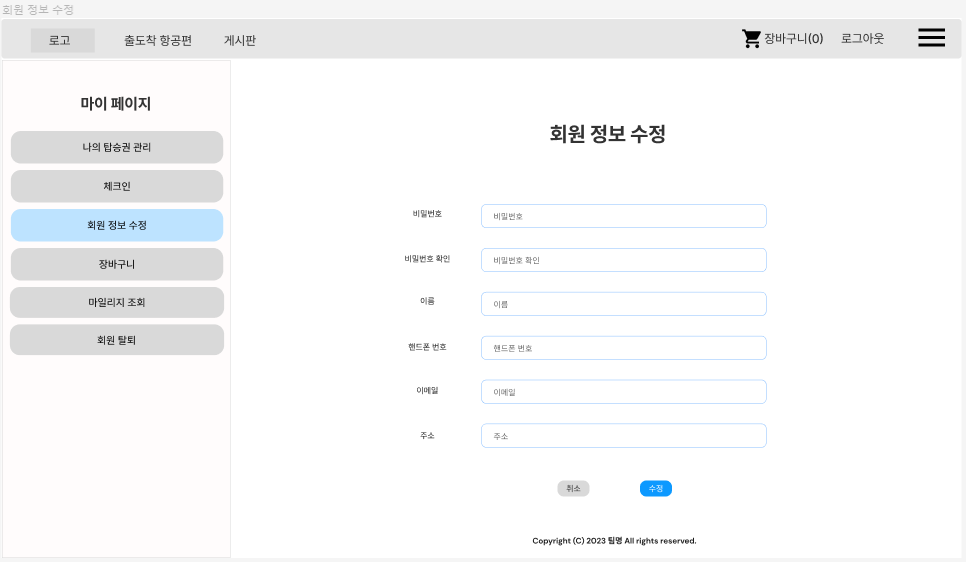 회원 정보 수정
로고 출도착 항공편 게시판 장바구니(0) 로그아웃
마이 페이지
나의 탑승권 관리
체크인
회원 정보 수정
장바구니
마일리지 조회
회원 탈퇴
회원 정보 수정
비밀번호 비밀번호
비밀번호 확인 비밀번호 확인
이름 이름
핸드폰 번호 핸드폰 번호
이메일 이메일
주소 주소
취소 수정
Copyright (C) 2023 팀명 All rights reserved.